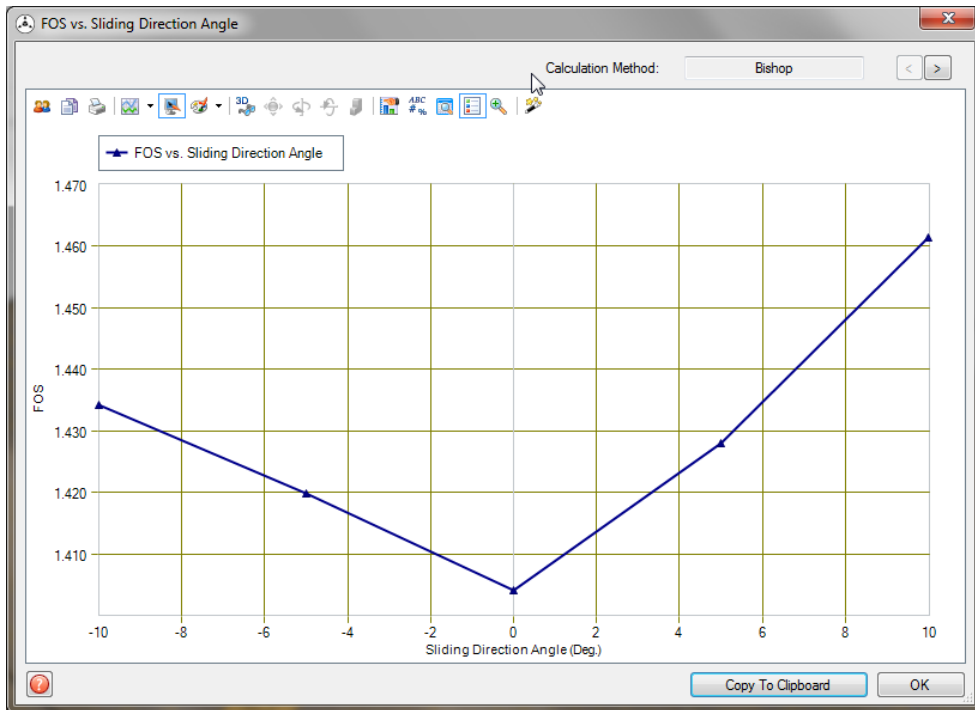 FOS vs. Sliding Direction Angle
Calculation Method: Bishop < >
3D ABC # %
FOS vs. Sliding Direction Angle
1.470
1.460
1.450
1.440
1.430
1.420
1.410
FOS
-10 -8 -6 -4 -2 0 2 4 6 8 10
Sliding Direction Angle (Deg.)
? Copy To Clipboard OK